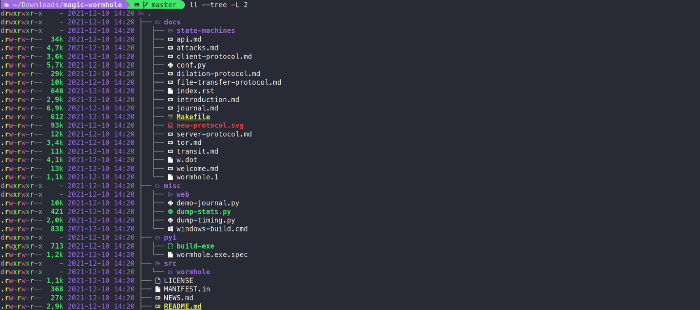 ~/Downloads/magic-wormhole master ll --tree -L 2
drwxrwxr-x - 2021-12-10 14:20 .
drwxrwxr-x - 2021-12-10 14:20 ├── docs
drwxrwxr-x - 2021-12-10 14:20 │ ├── state-machines
.rw-rw-r-- 34k 2021-12-10 14:20 │ ├── api.md
.rw-rw-r-- 4,7k 2021-12-10 14:20 │ ├── attacks.md
.rw-rw-r-- 3,6k 2021-12-10 14:20 │ ├── client-protocol.md
.rw-rw-r-- 5,7k 2021-12-10 14:20 │ ├── conf.py
.rw-rw-r-- 29k 2021-12-10 14:20 │ ├── dilation-protocol.md
.rw-rw-r-- 10k 2021-12-10 14:20 │ ├── file-transfer-protocol.md
.rw-rw-r-- 640 2021-12-10 14:20 │ ├── index.rst
.rw-rw-r-- 2,9k 2021-12-10 14:20 │ ├── introduction.md
.rw-rw-r-- 6,9k 2021-12-10 14:20 │ ├── journal.md
.rw-rw-r-- 612 2021-12-10 14:20 │ ├── Makefile
.rw-rw-r-- 93k 2021-12-10 14:20 │ ├── new-protocol.svg
.rw-rw-r-- 12k 2021-12-10 14:20 │ ├── server-protocol.md
.rw-rw-r-- 3,4k 2021-12-10 14:20 │ ├── tor.md
.rw-rw-r-- 11k 2021-12-10 14:20 │ ├── transit.md
.rw-rw-r-- 4,1k 2021-12-10 14:20 │ ├── w.dot
.rw-rw-r-- 13k 2021-12-10 14:20 │ ├── welcome.md
.rw-rw-r-- 1,1k 2021-12-10 14:20 │ └── wormhole.1
drwxrwxr-x - 2021-12-10 14:20 ├── misc
drwxrwxr-x - 2021-12-10 14:20 │ ├── web
.rw-rw-r-- 10k 2021-12-10 14:20 │ ├── demo-journal.py
.rwxrwxr-x 421 2021-12-10 14:20 │ ├── dump-stats.py
.rw-rw-r-- 2,0k 2021-12-10 14:20 │ ├── dump-timing.py
.rw-rw-r-- 838 2021-12-10 14:20 │ └── windows-build.cmd
drwxrwxr-x - 2021-12-10 14:20 ├── pyi
.rwxrwxr-x 713 2021-12-10 14:20 │ ├── build-exe
.rw-rw-r-- 1,2k 2021-12-10 14:20 │ └── wormhole.exe.spec
drwxrwxr-x - 2021-12-10 14:20 ├── src
drwxrwxr-x - 2021-12-10 14:20 │ └── wormhole
.rw-rw-r-- 1,1k 2021-12-10 14:20 ├── LICENSE
.rw-rw-r-- 368 2021-12-10 14:20 ├── MANIFEST.in
.rw-rw-r-- 27k 2021-12-10 14:20 ├── NEWS.md
.rw-rw-r-- 2,9k 2021-12-10 14:20 ├── README.md